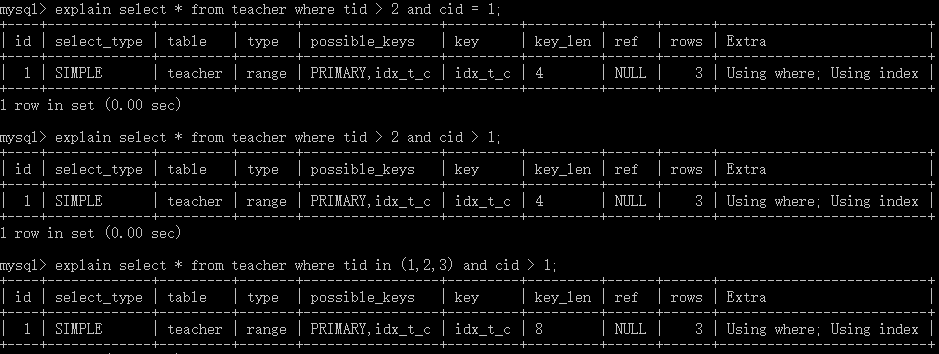 mysql> explain select * from teacher where tid > 2 and cid = 1;
+----+-------------+---------+-------+-----------------+---------+---------+------+------+--------------------------+
| id | select_type | table | type | possible_keys | key | key_len | ref | rows | Extra |
+----+-------------+---------+-------+-----------------+---------+---------+------+------+--------------------------+
| 1 | SIMPLE | teacher | range | PRIMARY,idx_t_c | idx_t_c | 4 | NULL | 3 | Using where; Using index |
+----+-------------+---------+-------+-----------------+---------+---------+------+------+--------------------------+
1 row in set (0.00 sec)
mysql> explain select * from teacher where tid > 2 and cid > 1;
+----+-------------+---------+-------+-----------------+---------+---------+------+------+--------------------------+
| id | select_type | table | type | possible_keys | key | key_len | ref | rows | Extra |
+----+-------------+---------+-------+-----------------+---------+---------+------+------+--------------------------+
| 1 | SIMPLE | teacher | range | PRIMARY,idx_t_c | idx_t_c | 4 | NULL | 3 | Using where; Using index |
+----+-------------+---------+-------+-----------------+---------+---------+------+------+--------------------------+
1 row in set (0.00 sec)
mysql> explain select * from teacher where tid in (1,2,3) and cid > 1;
+----+-------------+---------+-------+-----------------+---------+---------+------+------+--------------------------+
| id | select_type | table | type | possible_keys | key | key_len | ref | rows | Extra |
+----+-------------+---------+-------+-----------------+---------+---------+------+------+--------------------------+
| 1 | SIMPLE | teacher | range | PRIMARY,idx_t_c | idx_t_c | 8 | NULL | 3 | Using where; Using index |
+----+-------------+---------+-------+-----------------+---------+---------+------+------+--------------------------+